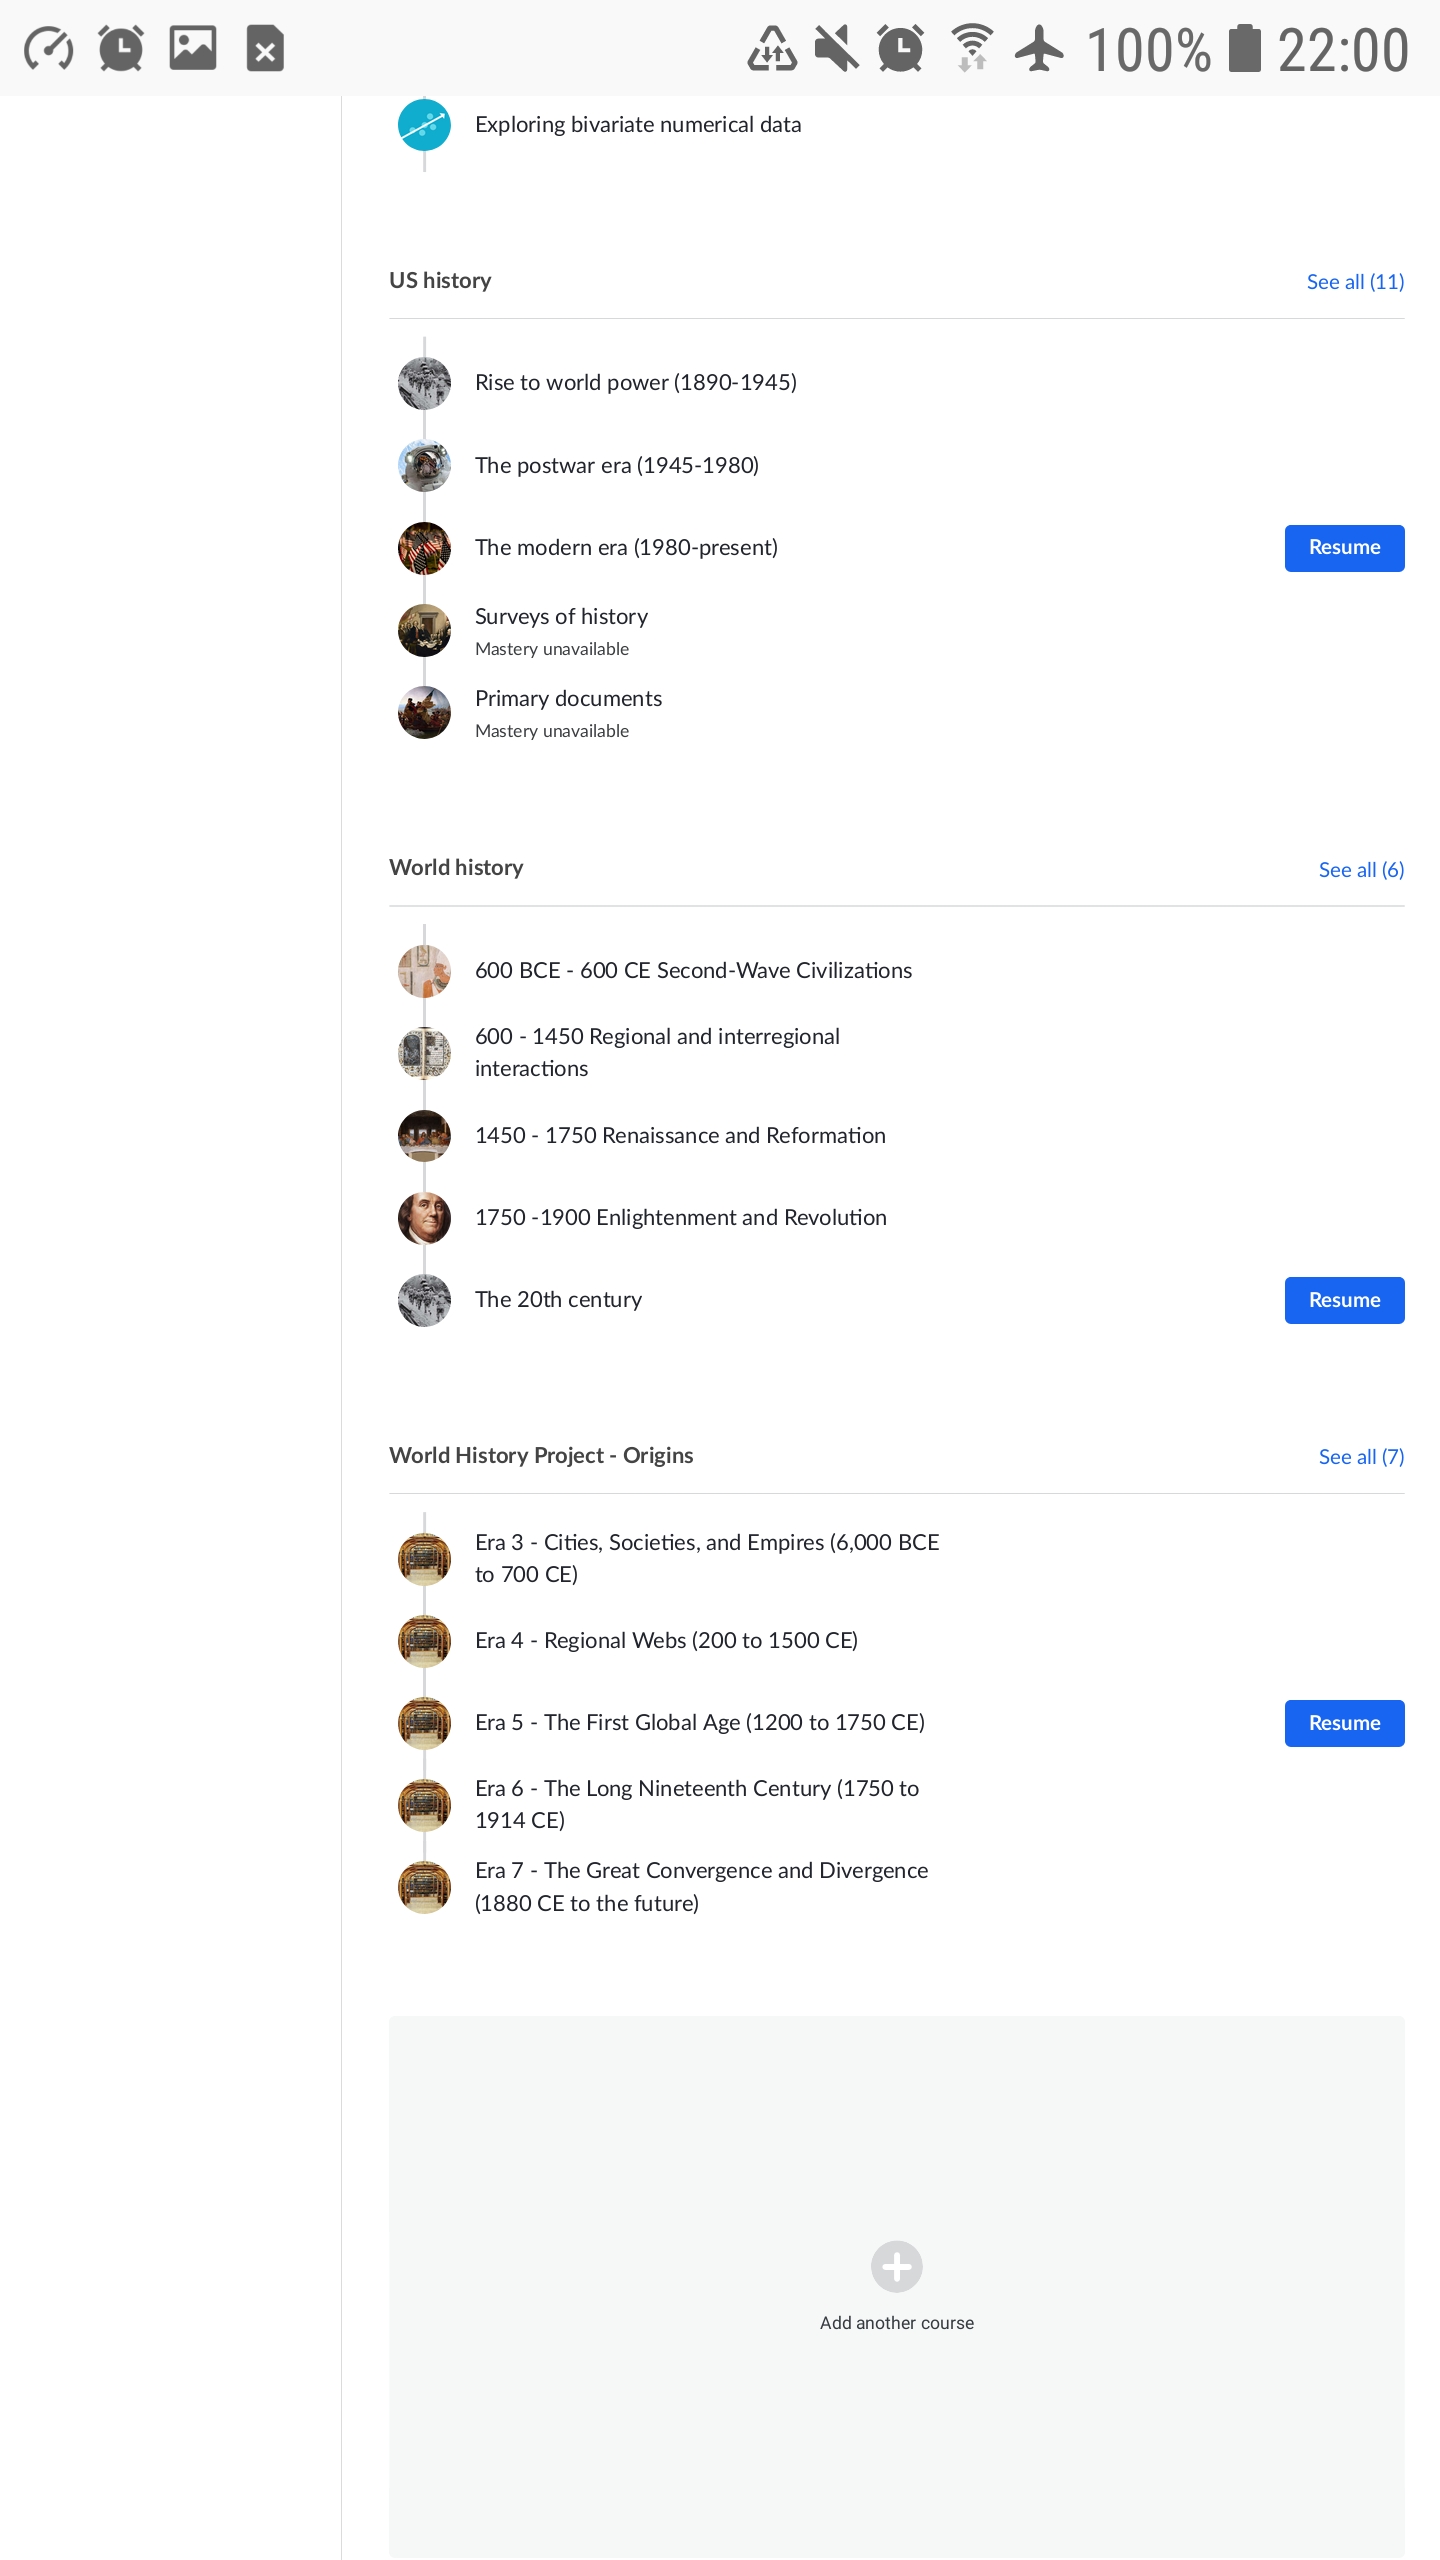 100% 22:00
Exploring bivariate numerical data
US history
See all (11)
Rise to world power (1890-1945)
The postwar era (1945-1980)
The modern era (1980-present)
Resume
Surveys of history
Mastery unavailable
Primary documents
Mastery unavailable
World history
See all (6)
600 BCE - 600 CE Second-Wave Civilizations
600 - 1450 Regional and interregional
interactions
1450 - 1750 Renaissance and Reformation
1750 -1900 Enlightenment and Revolution
The 20th century
Resume
World History Project - Origins
See all (7)
Era 3 - Cities, Societies, and Empires (6,000 BCE
to 700 CE)
Era 4 - Regional Webs (200 to 1500 CE)
Era 5 - The First Global Age (1200 to 1750 CE)
Resume
Era 6 - The Long Nineteenth Century (1750 to
1914 CE)
Era 7 - The Great Convergence and Divergence
(1880 CE to the future)
Add another course